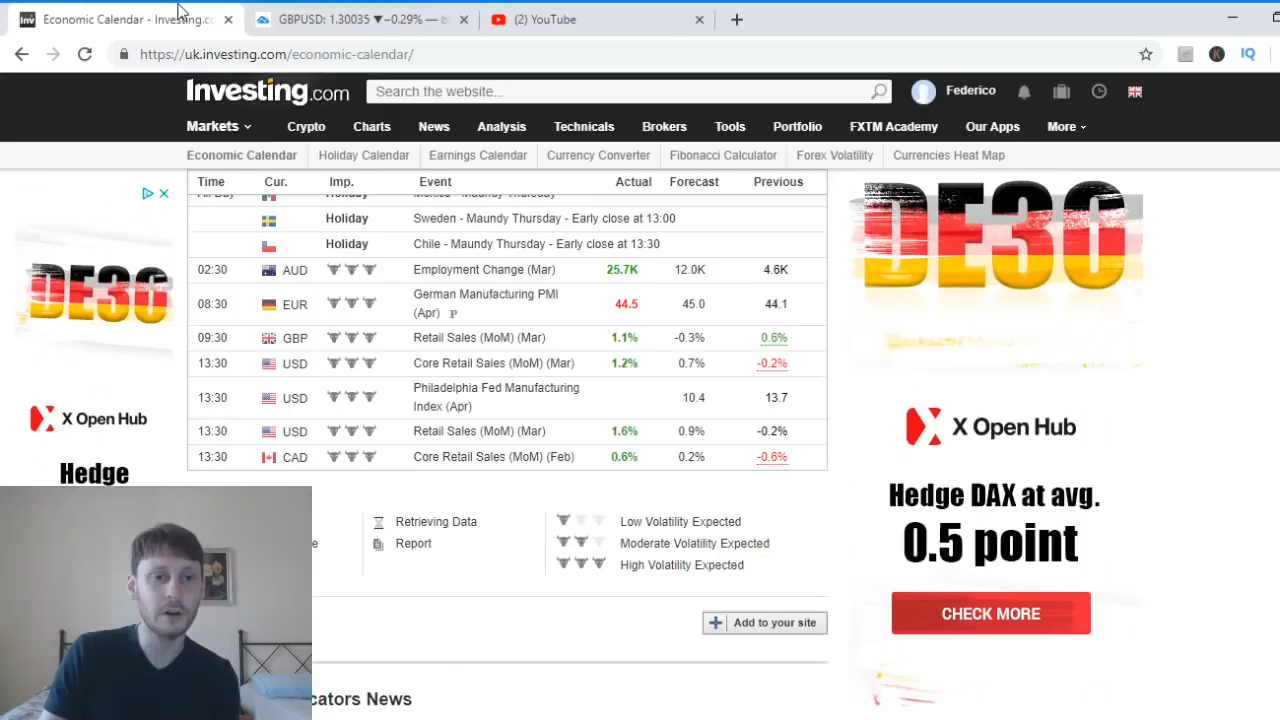 Economic Calendar - Investing.co
GBPUSD: 1.30035 ▼−0.29% —
(2) YouTube
https://uk.investing.com/economic-calendar/
IQ
Investing.com
Search the website...
Federico
Markets
Crypto
Charts
News
Analysis
Technicals
Brokers
Tools
Portfolio
FXTM Academy
Our Apps
More
Economic Calendar
Holiday Calendar
Earnings Calendar
Currency Converter
Fibonacci Calculator
Forex Volatility
Currencies Heat Map
Time Cur. Imp. Event Actual Forecast Previous
Holiday Sweden - Maundy Thursday - Early close at 13:00
Holiday Chile - Maundy Thursday - Early close at 13:30
02:30 AUD Employment Change (Mar) 25.7K 12.0K 4.6K
08:30 EUR German Manufacturing PMI 44.5 45.0 44.1
(Apr) P
09:30 GBP Retail Sales (MoM) (Mar) 1.1% -0.3% 0.6%
13:30 USD Core Retail Sales (MoM) (Mar) 1.2% 0.7% -0.2%
13:30 USD Philadelphia Fed Manufacturing 10.4 13.7
Index (Apr)
13:30 USD Retail Sales (MoM) (Mar) 1.6% 0.9% -0.2%
13:30 CAD Core Retail Sales (MoM) (Feb) 0.6% 0.2% -0.6%
Retrieving Data
Report
Low Volatility Expected
Moderate Volatility Expected
High Volatility Expected
Add to your site
cators News
DE30
X Open Hub
Hedge
DE30
X Open Hub
Hedge DAX at avg.
0.5 point
CHECK MORE